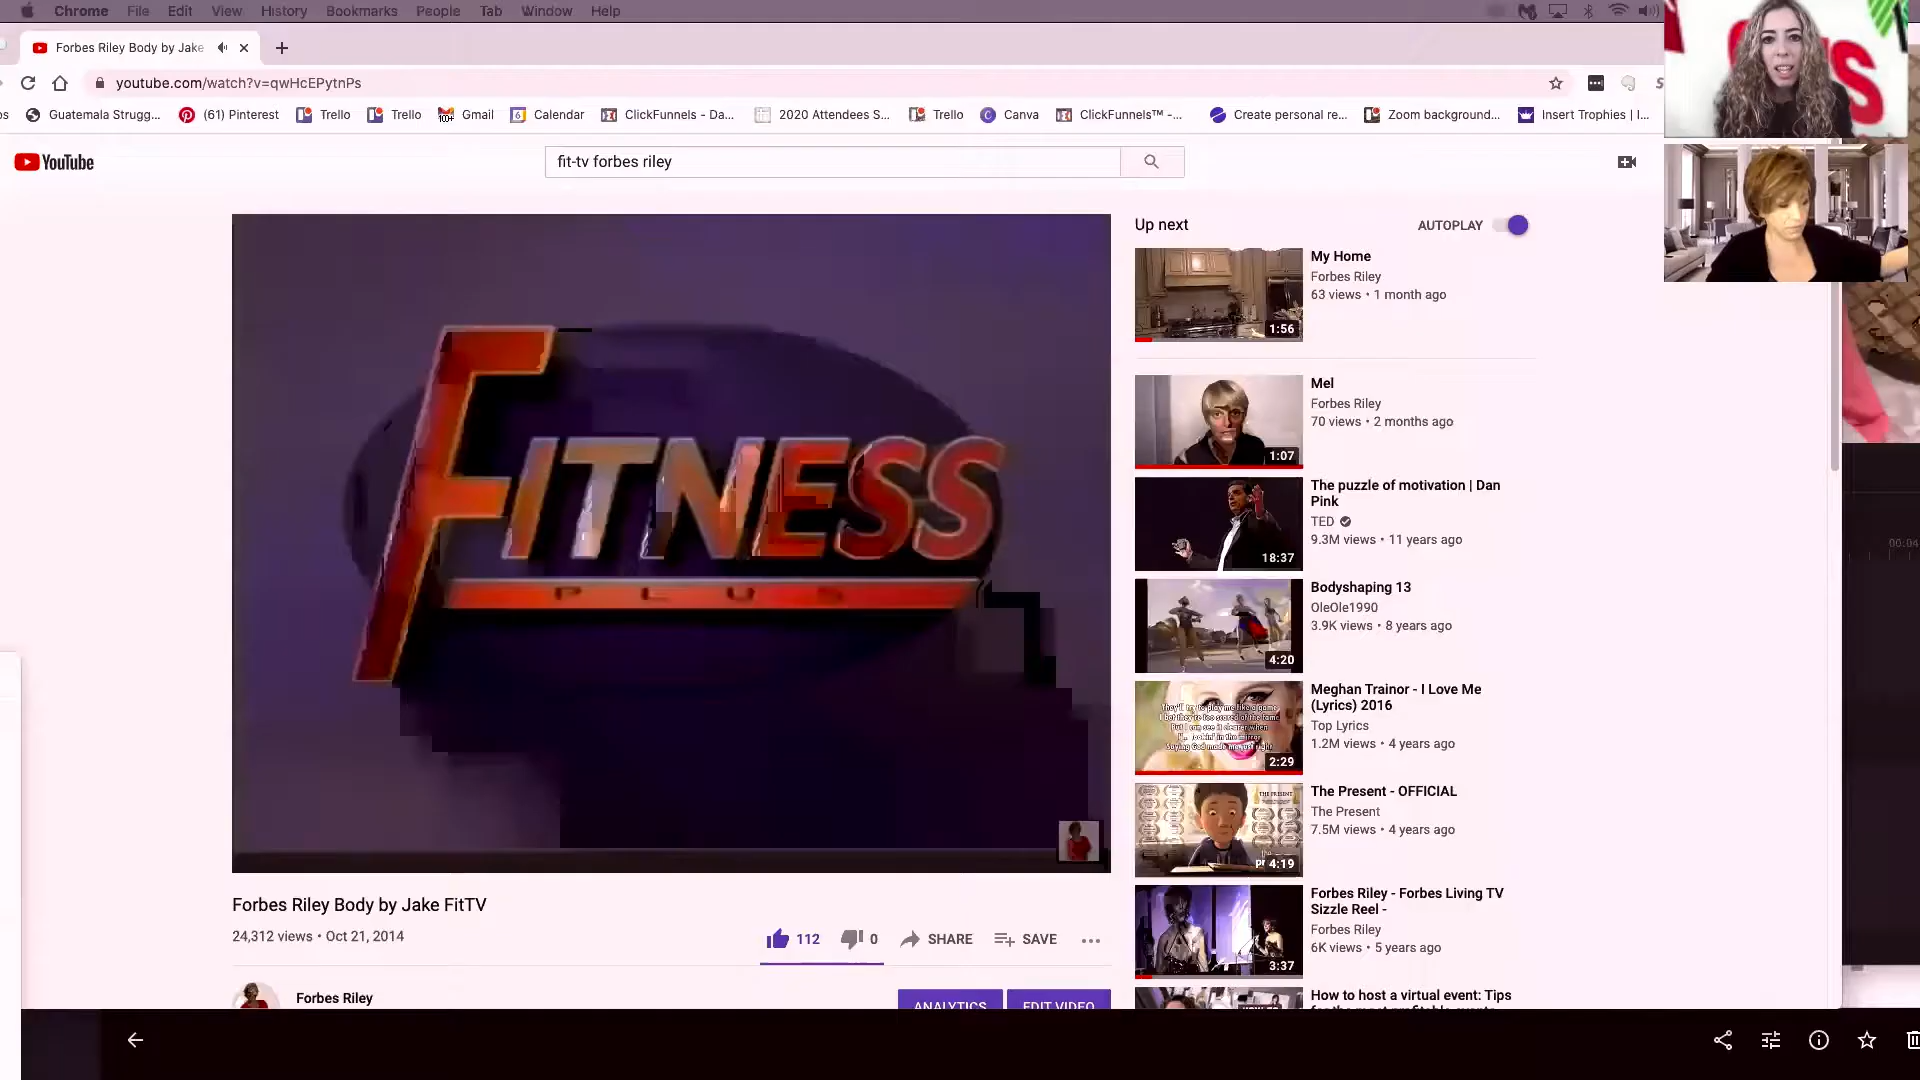 Chrome File Edit View History Bookmarks People Tab Window Help
Forbes Riley Body by Jake
youtube.com/watch?v=qwHcEPytnPs
Guatemala Strugg... (61) Pinterest Trello Trello Gmail Calendar ClickFunnels - Da... 2020 Attendees S... Trello Canva ClickFunnels™ -... Create personal re... Zoom background... Insert Trophies | I...
YouTube
fit-tv forbes riley
FITNESS
PLUS
Forbes Riley Body by Jake FitTV
24,312 views • Oct 21, 2014
112 0 SHARE SAVE
Forbes Riley
ANALYTICS EDIT VIDEO
Up next
AUTOPLAY
My Home
Forbes Riley
63 views • 1 month ago
1:56
Mel
Forbes Riley
70 views • 2 months ago
1:07
The puzzle of motivation | Dan
Pink
TED
9.3M views • 11 years ago
18:37
Bodyshaping 13
OleOle1990
3.9K views • 8 years ago
4:20
Meghan Trainor - I Love Me
(Lyrics) 2016
Top Lyrics
1.2M views • 4 years ago
2:29
The Present - OFFICIAL
The Present
7.5M views • 4 years ago
4:19
Forbes Riley - Forbes Living TV
Sizzle Reel -
Forbes Riley
6K views • 5 years ago
3:37
How to host a virtual event: Tips
00:04